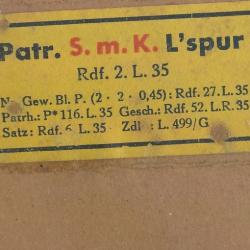 Patr. S. m. K. L'spur
Rdf. 2. L. 35
Gew. Bl. P. (2 · 2 · 0,45): Rdf. 27. L. 35
Patrh.: P* 116. L. 35 Gesch.: Rdf. 52. L.R. 35
Satz: Rdf. L. 35 Zdl : L. 499/G